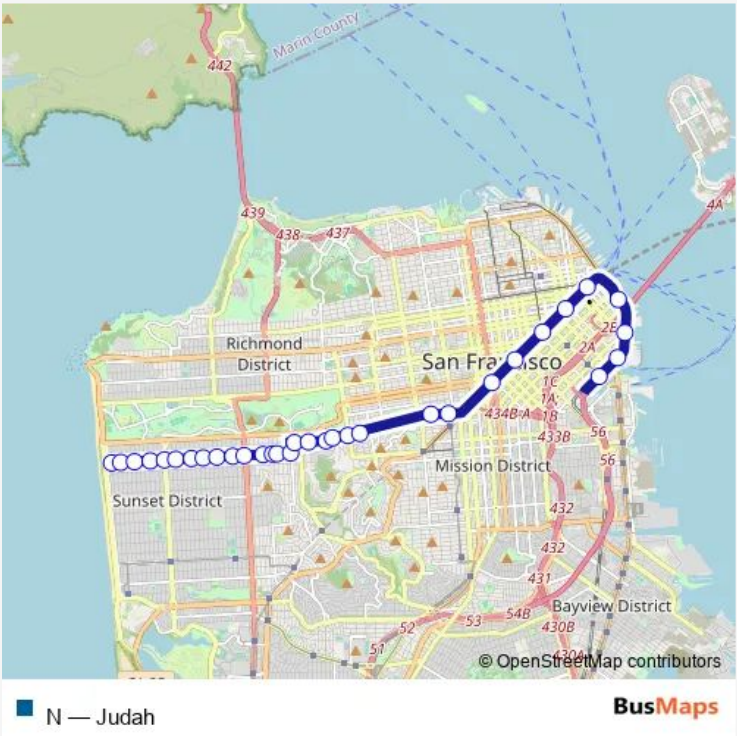 Marin County
442
4A
439
438
437
Richmond
District
2B
2A
San Francisco
1C
1A
434B A
1B
433B
56
Mission District
56
Sunset District
432
432
431
Bayview District
54B
53
52
430B
51
430A
© OpenStreetMap contributors
N — Judah
BusMaps